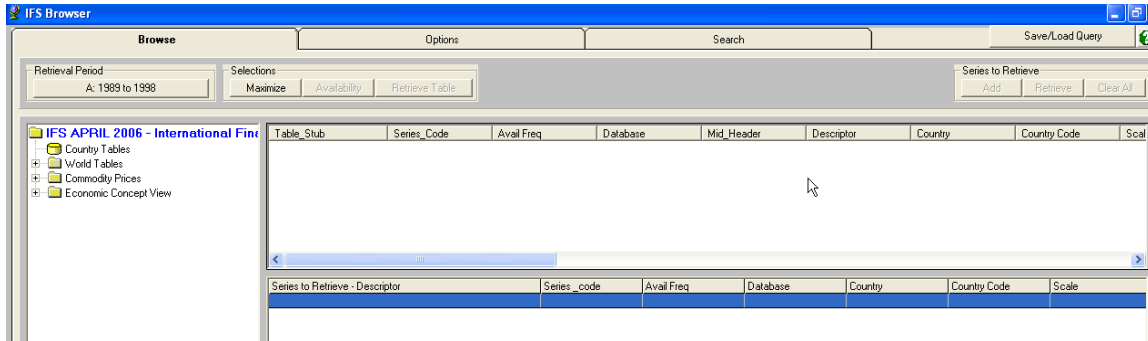 IFS Browser
Browse Options Search Save/Load Query
Retrieval Period Selections Series to Retrieve
A: 1989 to 1998 Maximize Availability Retrieve Table Add Retrieve Clear All
IFS APRIL 2006 - International Fina
Country Tables
World Tables
Commodity Prices
Economic Concept View
Table_Stub Series_Code Avail Freq Database Mid_Header Descriptor Country Country Code Scal
Series to Retrieve - Descriptor Series _code Avail Freq Database Country Country Code Scale